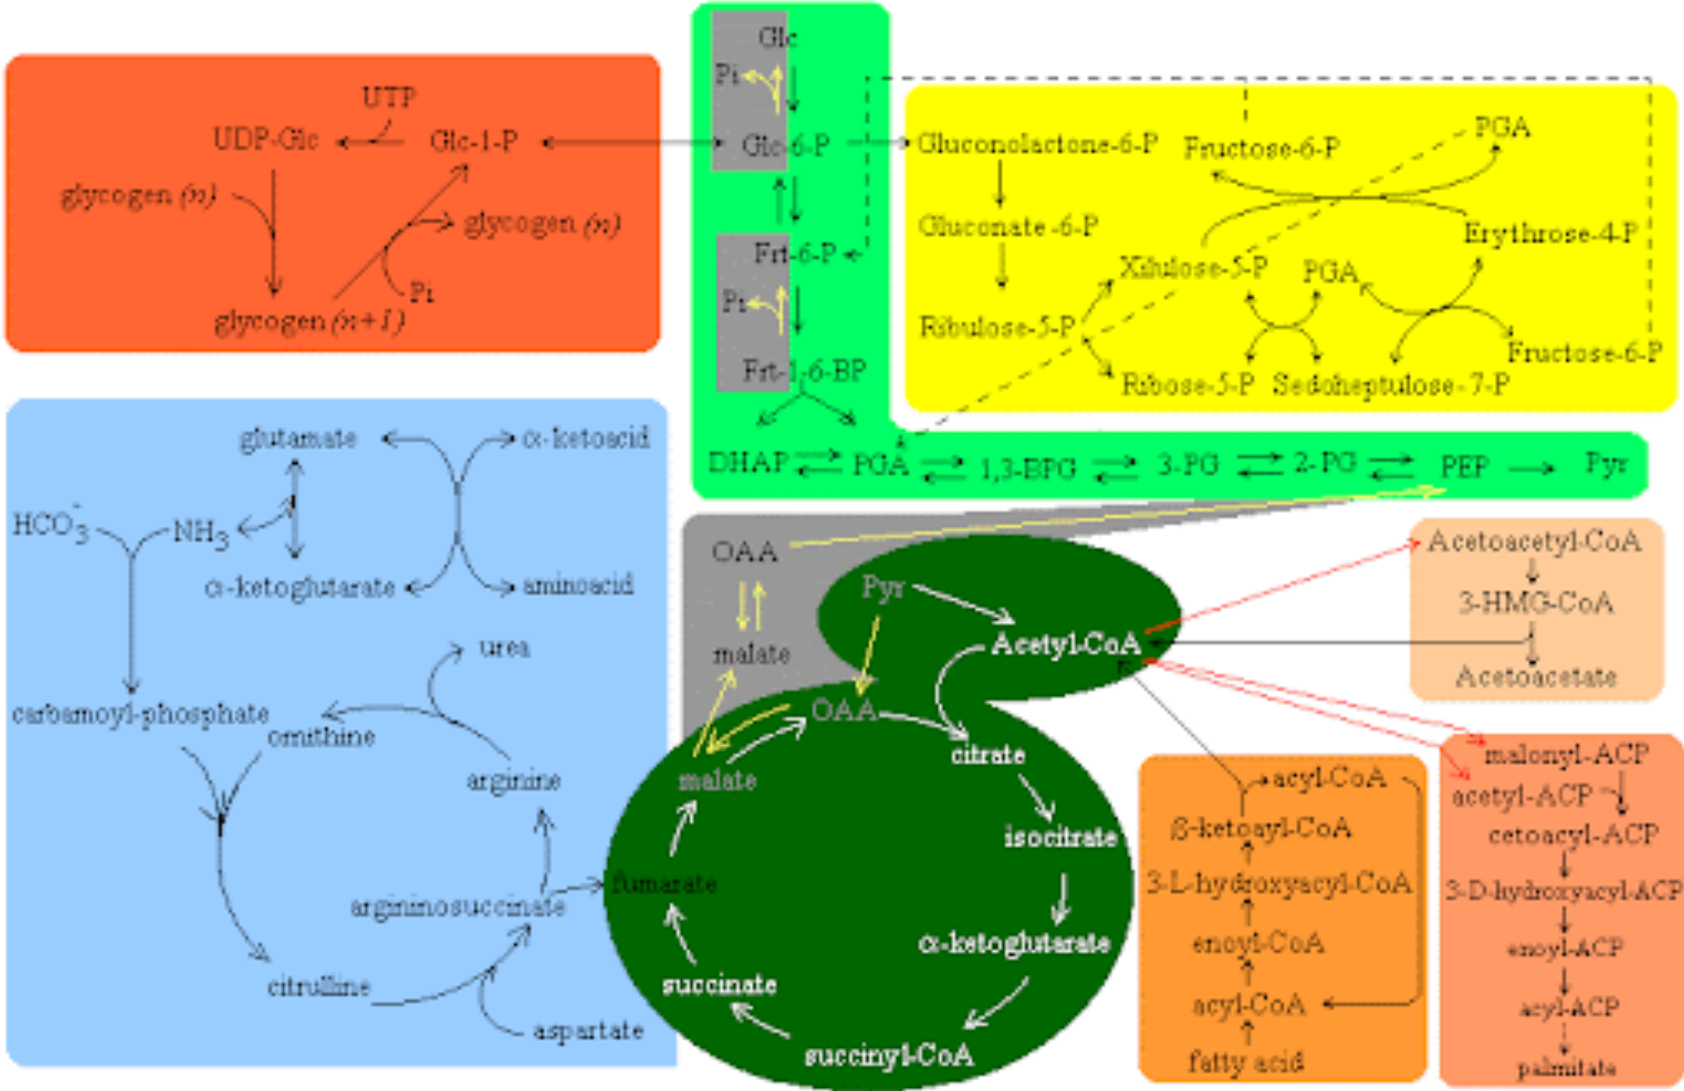 UTP
UDP-Glc
Glc-1-P
glycogen (n)
glycogen (n)
Pi
glycogen (n+1)
Glc
Pi
Glc-6-P
Frt-6-P
Pi
Frt-1-6-BP
DHAP
PGA
1,3-BPG
3-PG
2-PG
PEP
Pyr
Gluconolactone-6-P
Fructose-6-P
PGA
Gluconate-6-P
Erythrose-4-P
Xilulose-5-P
PGA
Ribulose-5-P
Fructose-6-P
Ribose-5-P
Sedoheptulose-7-P
glutamate
α-ketoacid
HCO3-
NH3
α-ketoglutarate
aminoacid
urea
carbamoyl-phosphate
ornithine
arginine
argininosuccinate
citrulline
aspartate
OAA
malate
Pyr
Acetyl-CoA
OAA
citrate
malate
isocitrate
fumarate
α-ketoglutarate
succinate
succinyl-CoA
Acetoacetyl-CoA
3-HMG-CoA
Acetoacetate
acyl-CoA
ß-ketoayl-CoA
3-L-hydroxyacyl-CoA
enoyl-CoA
acyl-CoA
fatty acid
malonyl-ACP
acetyl-ACP
cetoacyl-ACP
3-D-hydroxyacyl-ACP
enoyl-ACP
acyl-ACP
palmitate